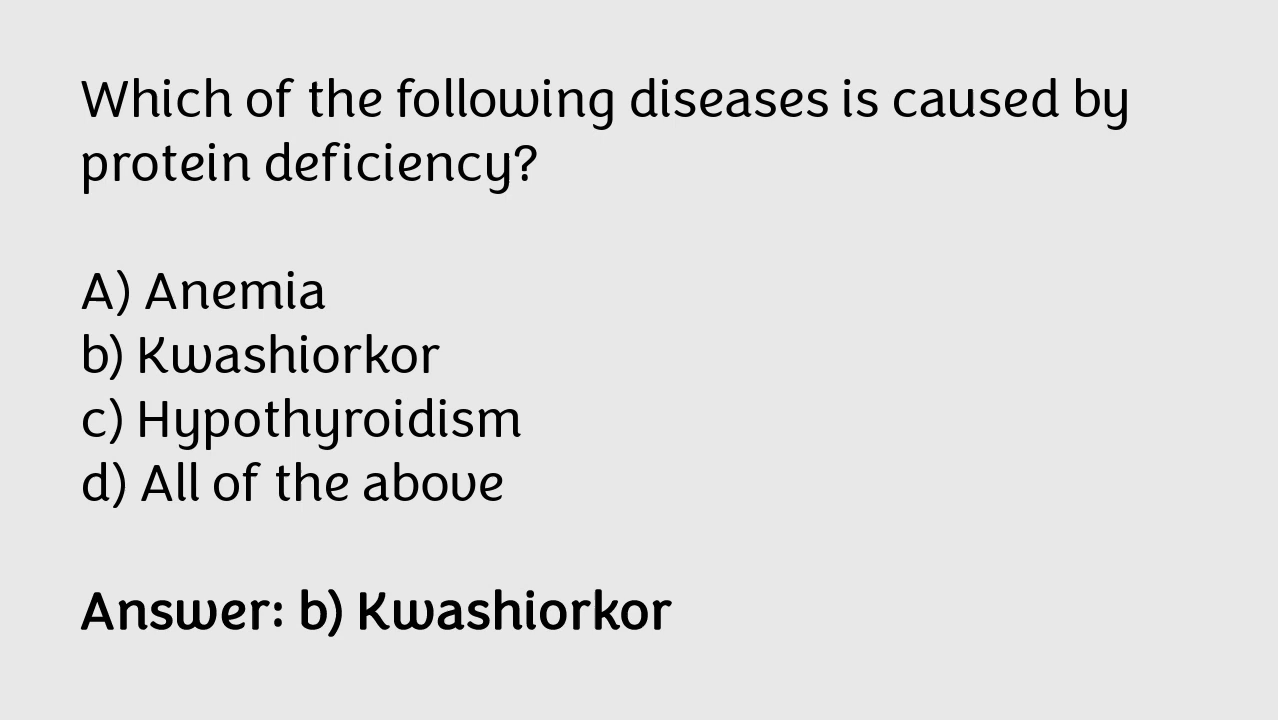 Which of the following diseases is caused by
protein deficiency?
A) Anemia
b) Kwashiorkor
c) Hypothyroidism
d) All of the above
Answer: b) Kwashiorkor